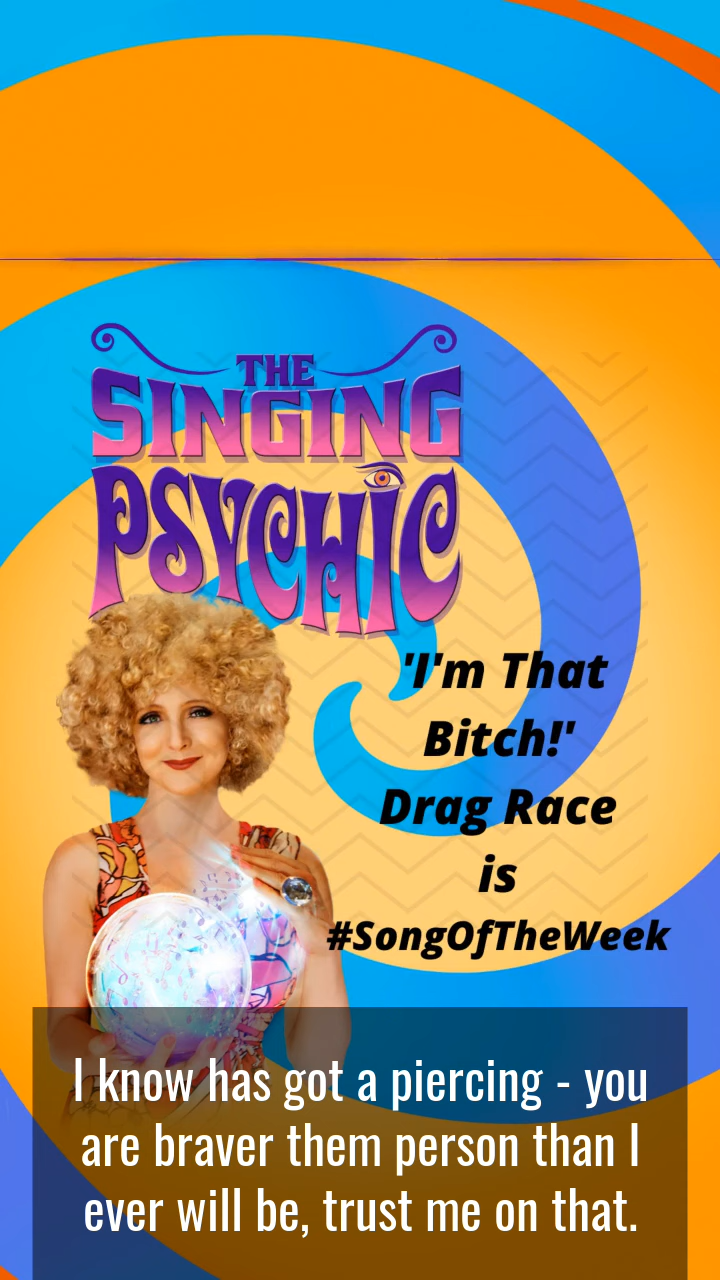 THE
SINGING
PSYCHIC
'I'm That
Bitch!'
Drag Race
is
#SongOfTheWeek
I know has got a piercing - you
are braver them person than I
ever will be, trust me on that.